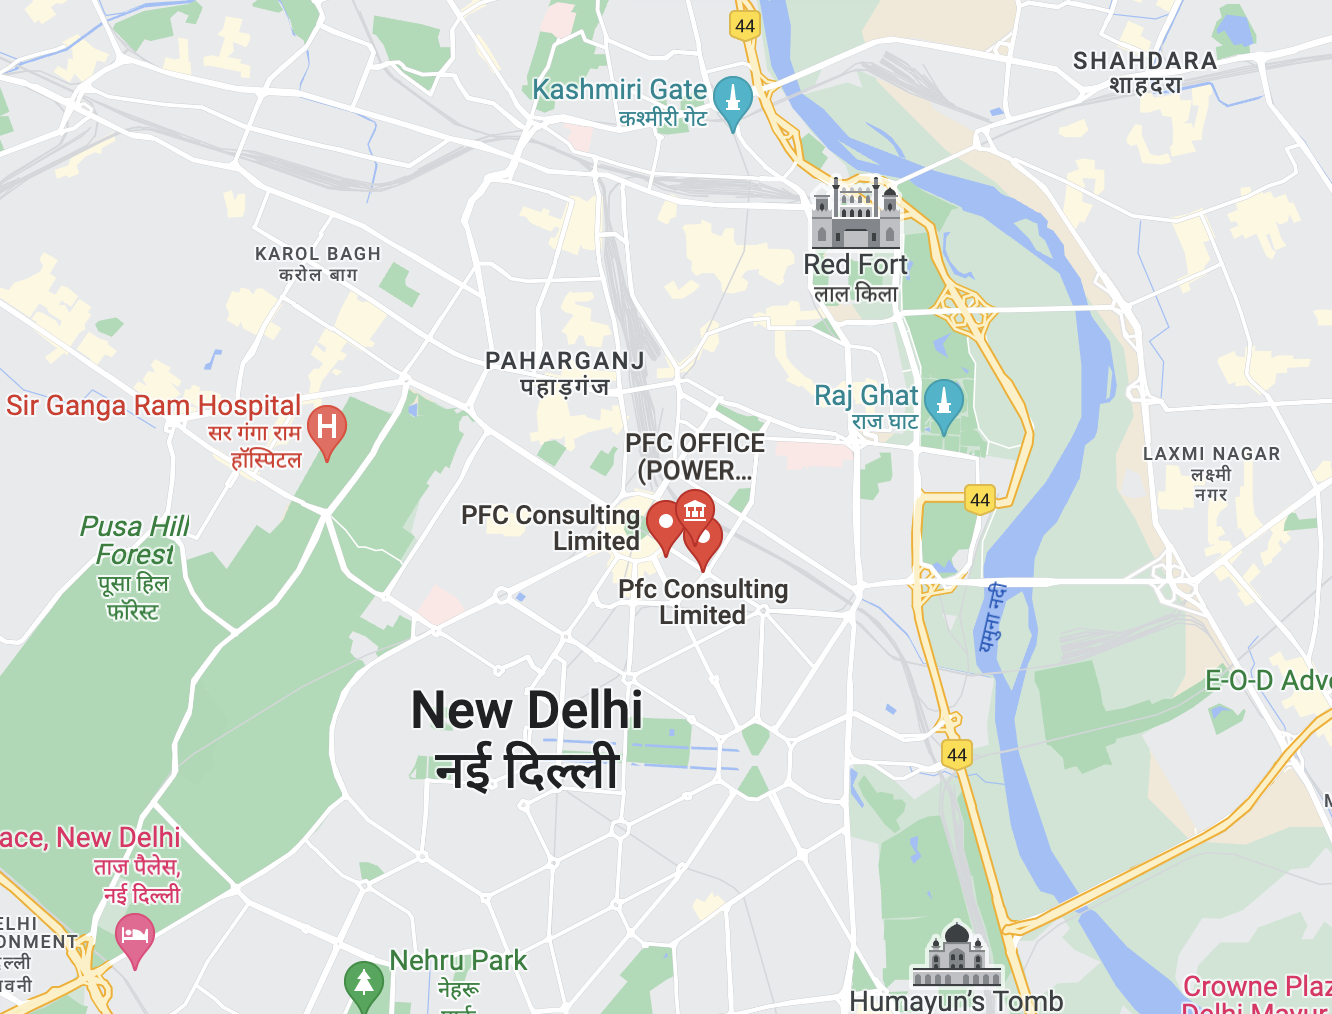 44
SHAHDARA
शाहदरा
Kashmiri Gate
कश्मीरी गेट
KAROL BAGH
करोल बाग
Red Fort
लाल किला
PAHARGANJ
पहाड़गंज
Sir Ganga Ram Hospital
सर गंगा राम
हॉस्पिटल
H
Raj Ghat
राज घाट
PFC OFFICE
(POWER...
LAXMI NAGAR
लक्ष्मी
नगर
44
PFC Consulting
Limited
Pusa Hill
Forest
पूसा हिल
फॉरेस्ट
Pfc Consulting
Limited
यमुना नदी
E-O-D Adv
New Delhi
नई दिल्ली
44
ace, New Delhi
ताज पैलेस,
नई दिल्ली
ELHI
ONMENT
ल्ली
वनी
Nehru Park
नेहरू
Humayun's Tomb
Crowne Plaz
Delhi Mayur